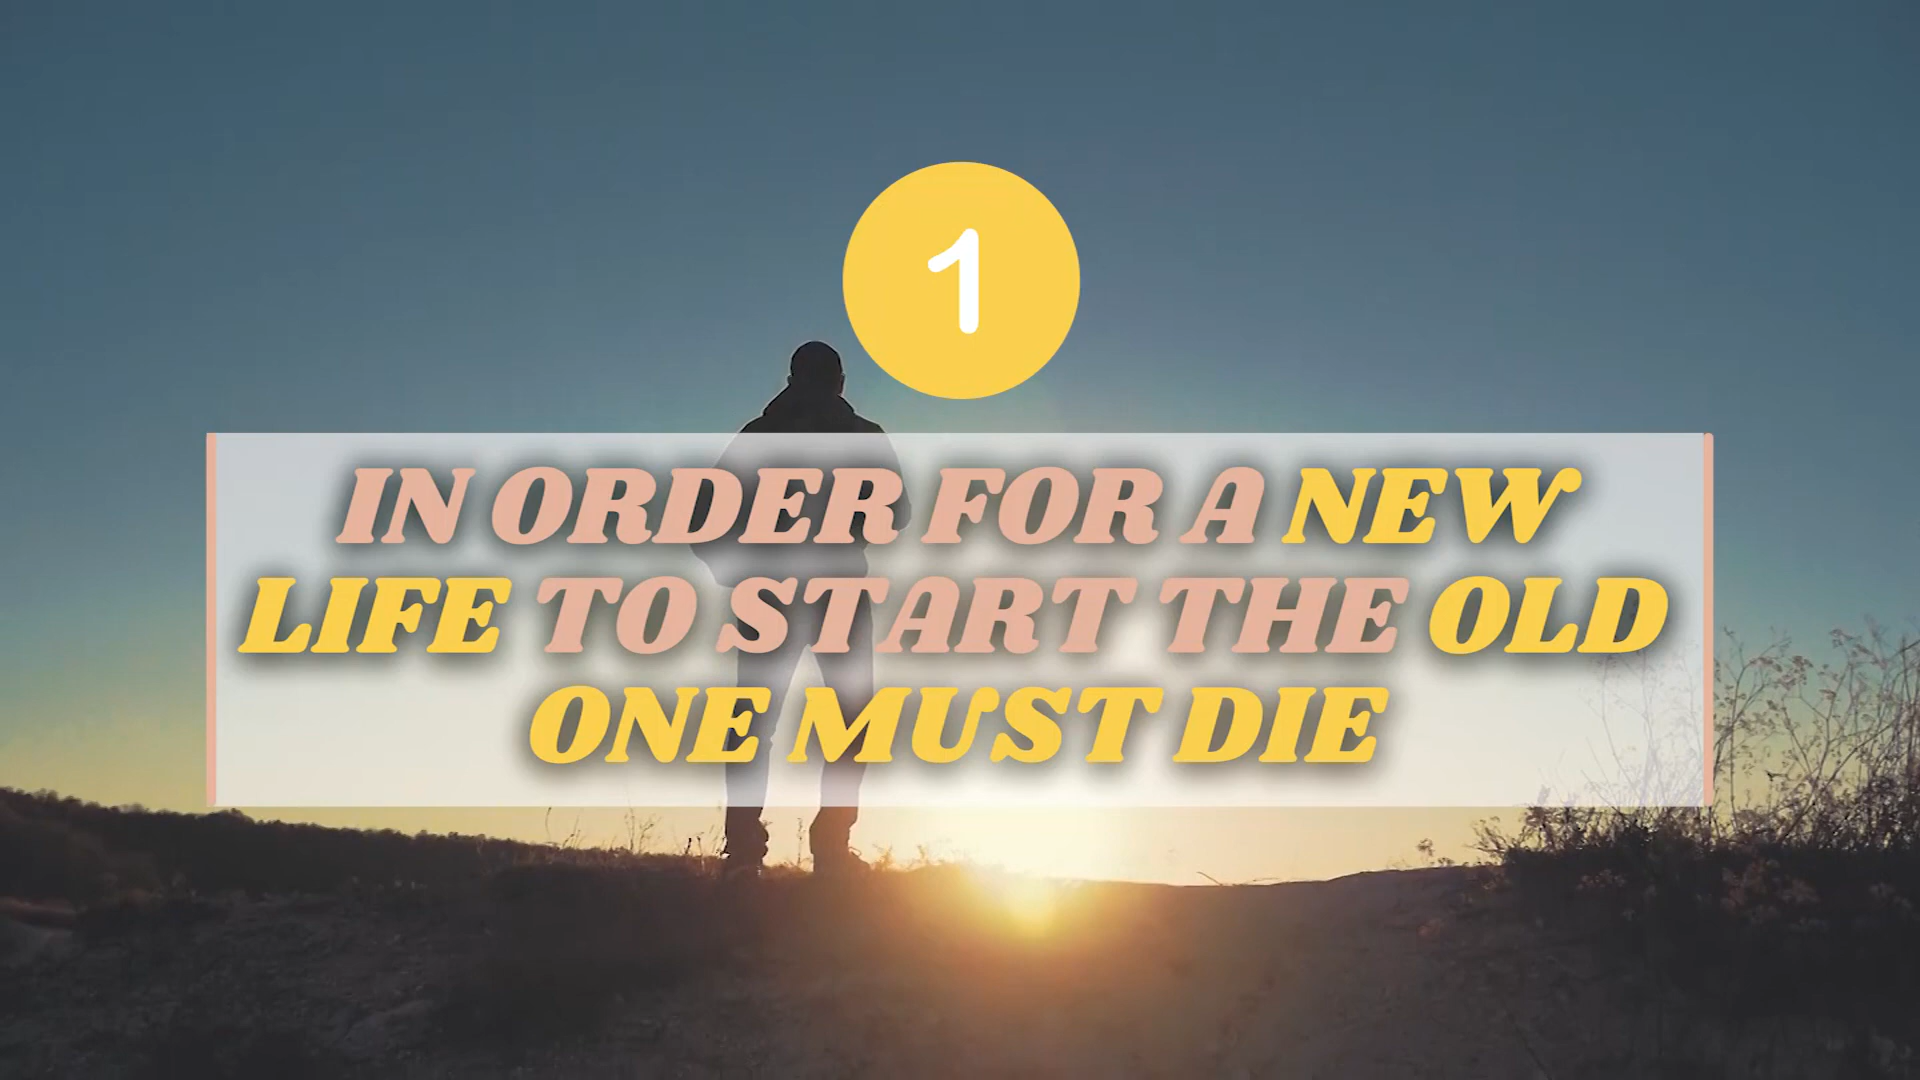 1
IN ORDER FOR A NEW
LIFE TO START THE OLD
ONE MUST DIE